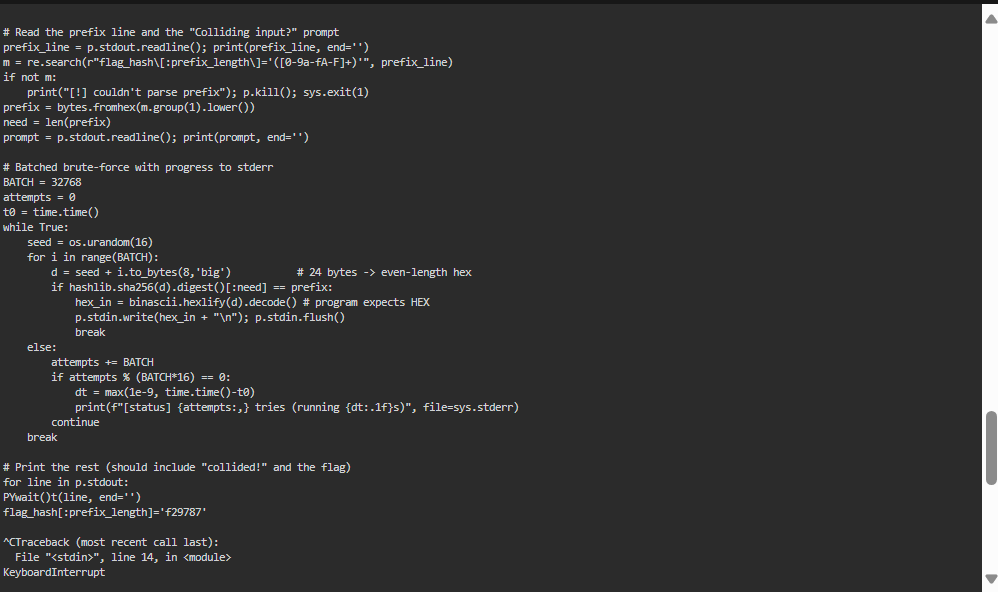 # Read the prefix line and the "Colliding input?" prompt
prefix_line = p.stdout.readline(); print(prefix_line, end='')
m = re.search(r"flag_hash\[:prefix_length\]='([0-9a-fA-F]+)'", prefix_line)
if not m:
    print("[!] couldn't parse prefix"); p.kill(); sys.exit(1)
prefix = bytes.fromhex(m.group(1).lower())
need = len(prefix)
prompt = p.stdout.readline(); print(prompt, end='')

# Batched brute-force with progress to stderr
BATCH = 32768
attempts = 0
t0 = time.time()
while True:
    seed = os.urandom(16)
    for i in range(BATCH):
        d = seed + i.to_bytes(8,'big')           # 24 bytes -> even-length hex
        if hashlib.sha256(d).digest()[:need] == prefix:
            hex_in = binascii.hexlify(d).decode() # program expects HEX
            p.stdin.write(hex_in + "\n"); p.stdin.flush()
            break
    else:
        attempts += BATCH
        if attempts % (BATCH*16) == 0:
            dt = max(1e-9, time.time()-t0)
            print(f"[status] {attempts:,} tries (running {dt:.1f}s)", file=sys.stderr)
        continue
    break

# Print the rest (should include "collided!" and the flag)
for line in p.stdout:
PYwait()t(line, end='')
flag_hash[:prefix_length]='f29787'

^CTraceback (most recent call last):
  File "<stdin>", line 14, in <module>
KeyboardInterrupt